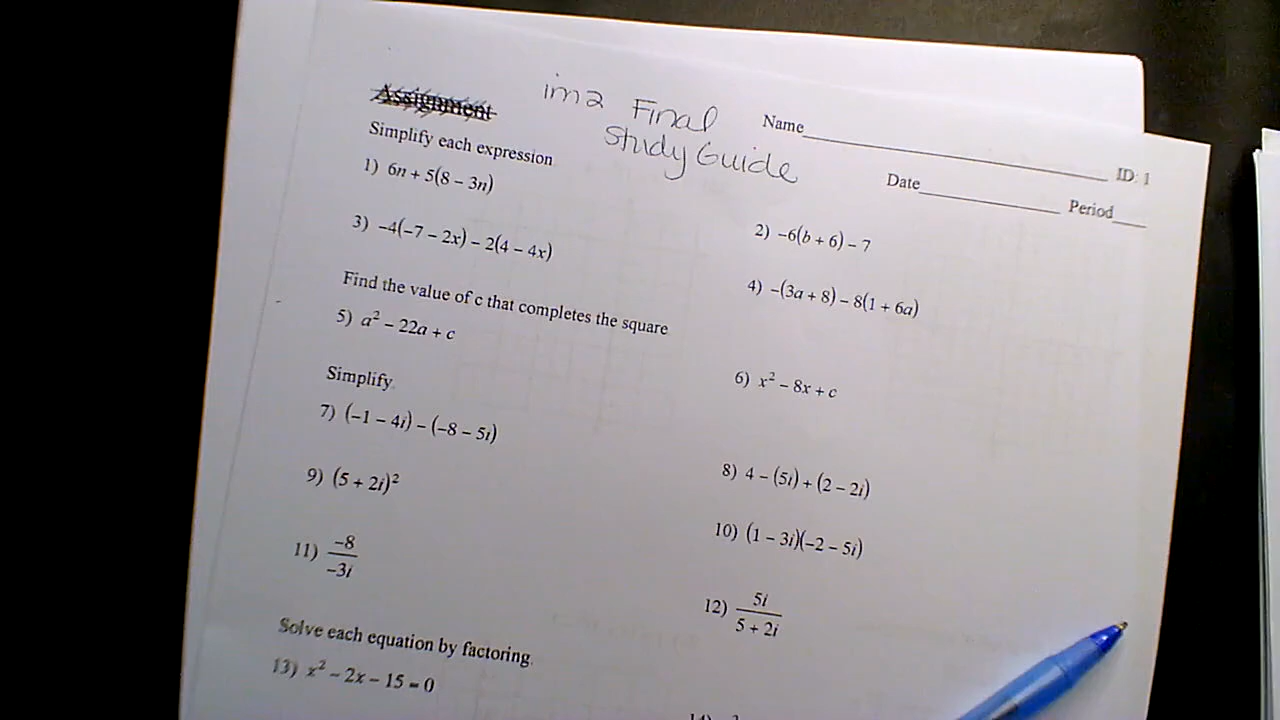 Assignment
im2 Final
Study Guide
Name
ID: 1
Date Period
Simplify each expression.
1) 6n + 5(8 − 3n)
2) −6(b + 6) − 7
3) −4(−7 − 2x) − 2(4 − 4x)
4) −(3a + 8) − 8(1 + 6a)
Find the value of c that completes the square
5) a² − 22a + c
6) x² − 8x + c
Simplify.
7) (−1 − 4i) − (−8 − 5i)
8) 4 − (5i) + (2 − 2i)
9) (5 + 2i)²
10) (1 − 3i)(−2 − 5i)
11) −8/−3i
12) 5i/5 + 2i
Solve each equation by factoring.
13) x² − 2x − 15 = 0